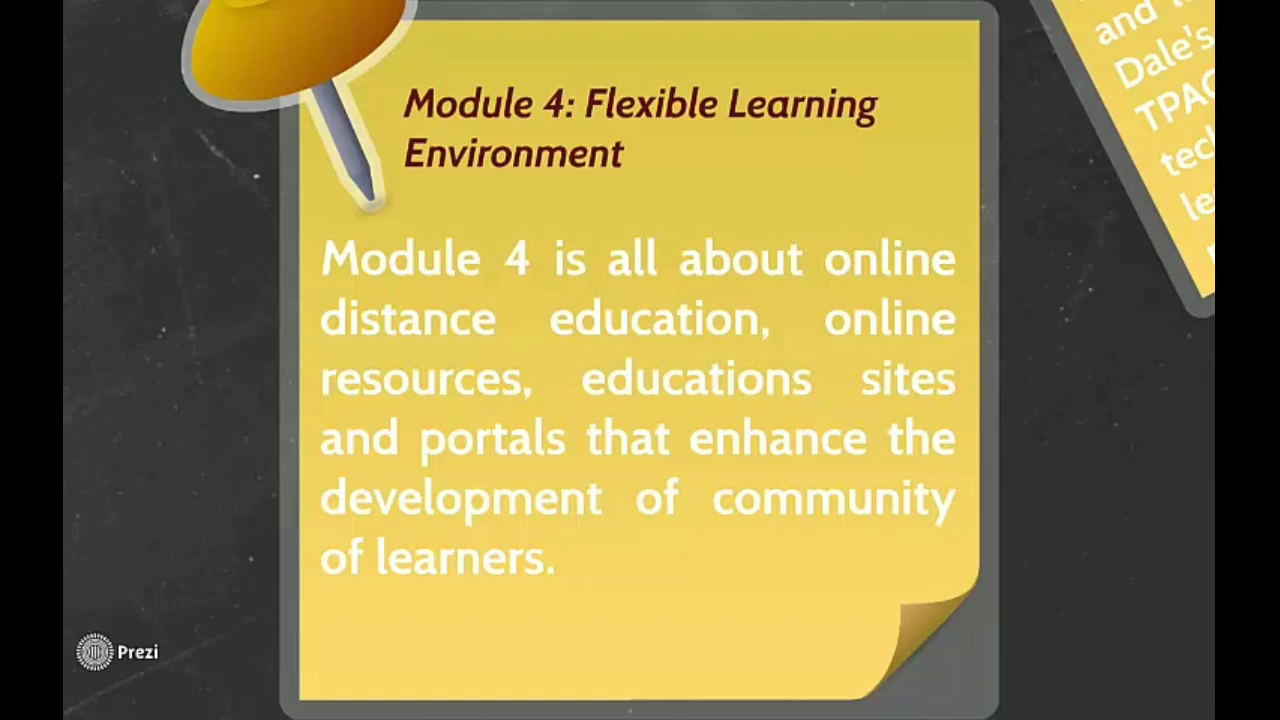 Module 4: Flexible Learning
Environment
Module 4 is all about online
distance education, online
resources, educations sites
and portals that enhance the
development of community
of learners.
and
Dale's
Prezi